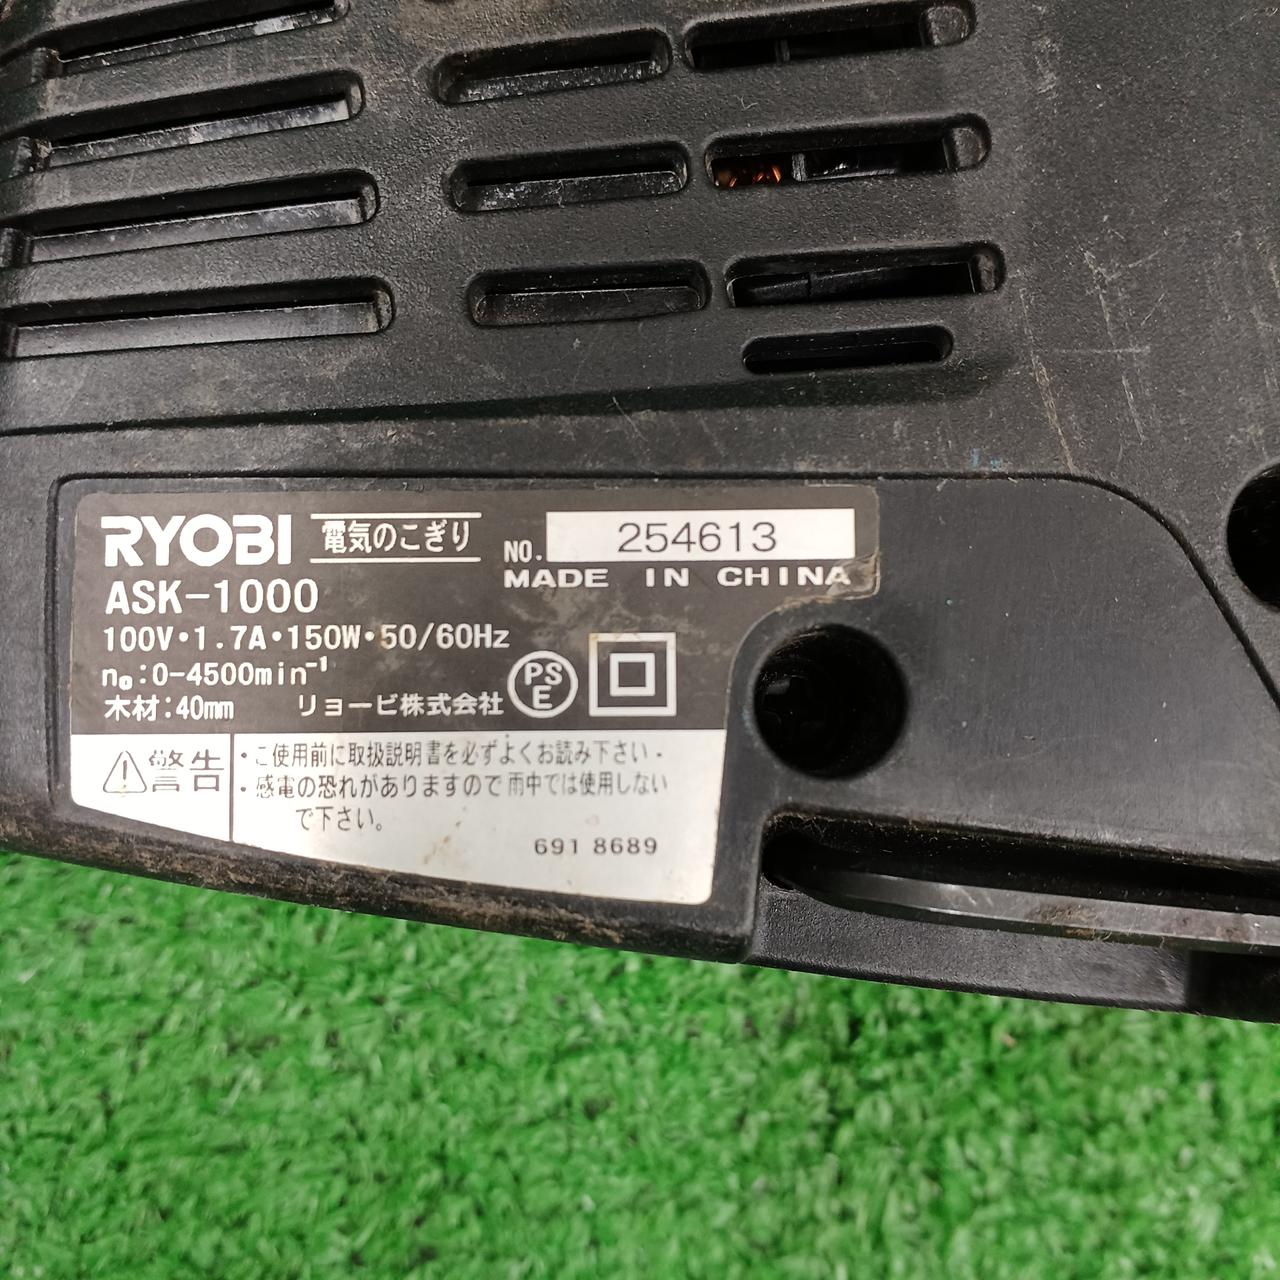 RYOBI 電気のこぎり NO. 254613
MADE IN CHINA
ASK-1000
100V・1.7A・150W・50/60Hz
n₀:0-4500min⁻¹
木材:40mm リョービ株式会社 PS E
警告
・ご使用前に取扱説明書を必ずよくお読み下さい・
・感電の恐れがありますので雨中では使用しない
で下さい。
691 8689